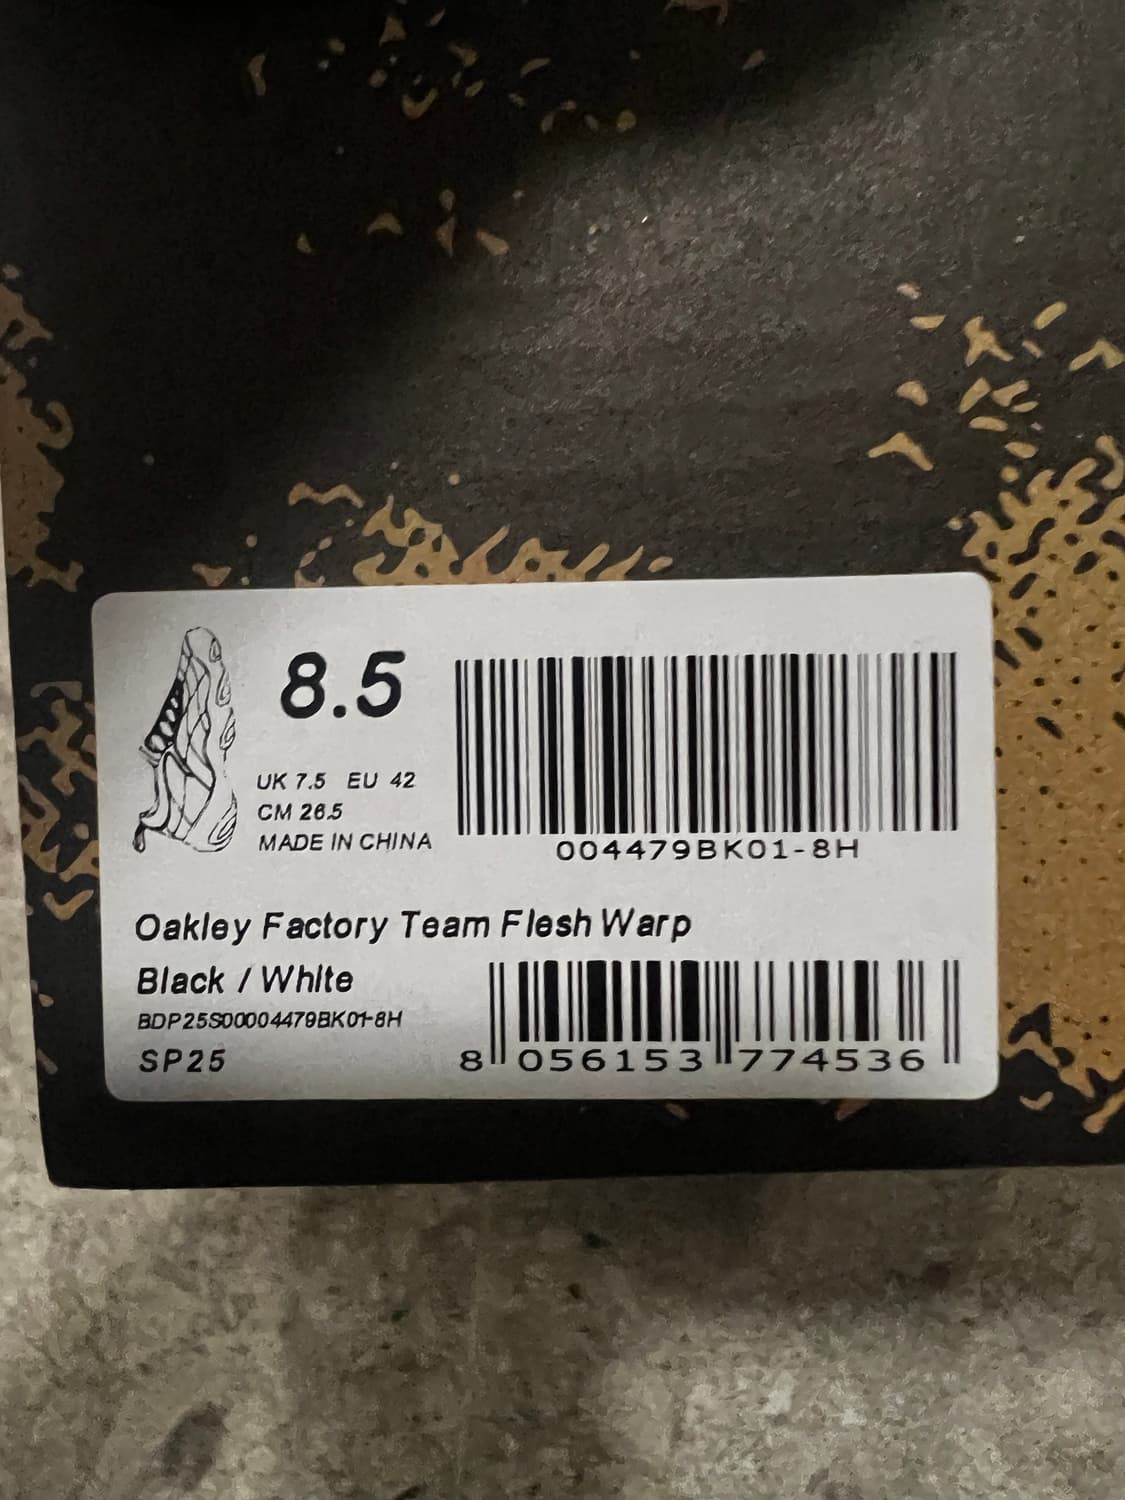 8.5
UK 7.5 EU 42
CM 26.5
MADE IN CHINA
004479BK01-8H
Oakley Factory Team Flesh Warp
Black / White
BDP25S00004479BK01-8H
SP25
8 056153 774536